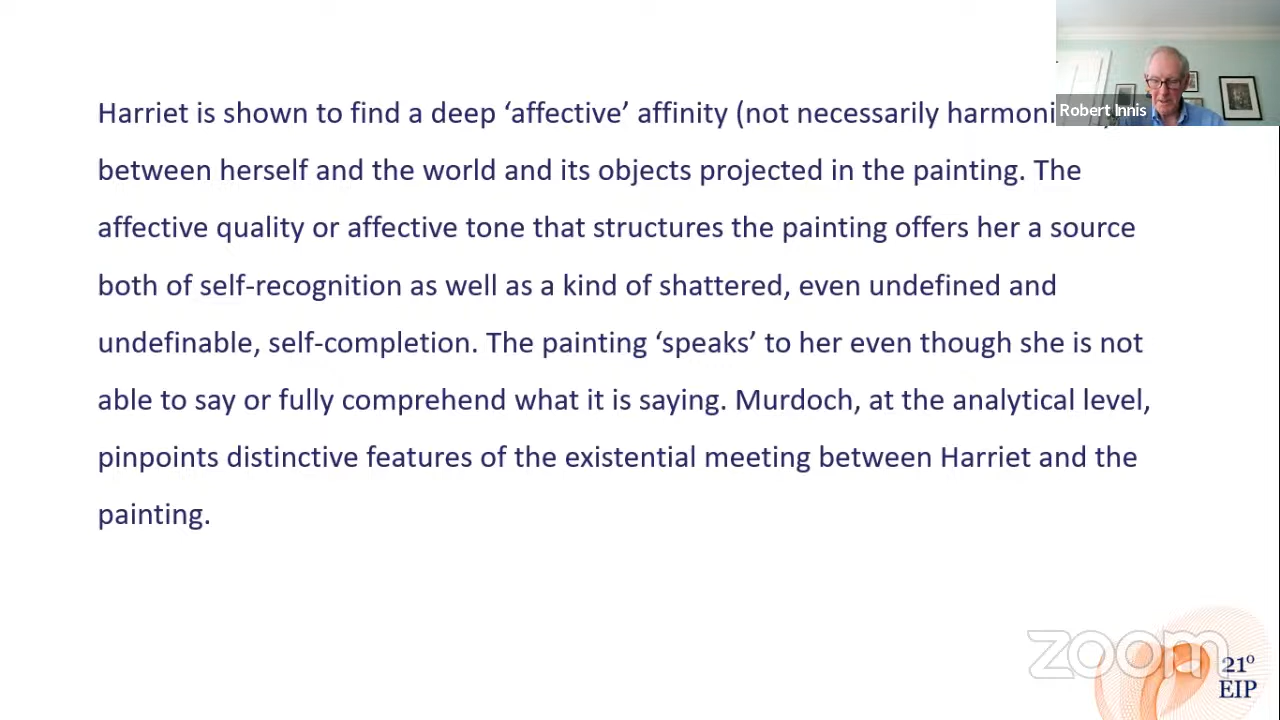 Harriet is shown to find a deep ‘affective’ affinity (not necessarily
Robert Innis
between herself and the world and its objects projected in the painting. The
affective quality or affective tone that structures the painting offers her a source
both of self-recognition as well as a kind of shattered, even undefined and
undefinable, self-completion. The painting ‘speaks’ to her even though she is not
able to say or fully comprehend what it is saying. Murdoch, at the analytical level,
pinpoints distinctive features of the existential meeting between Harriet and the
painting.
zoom
21º
EIP